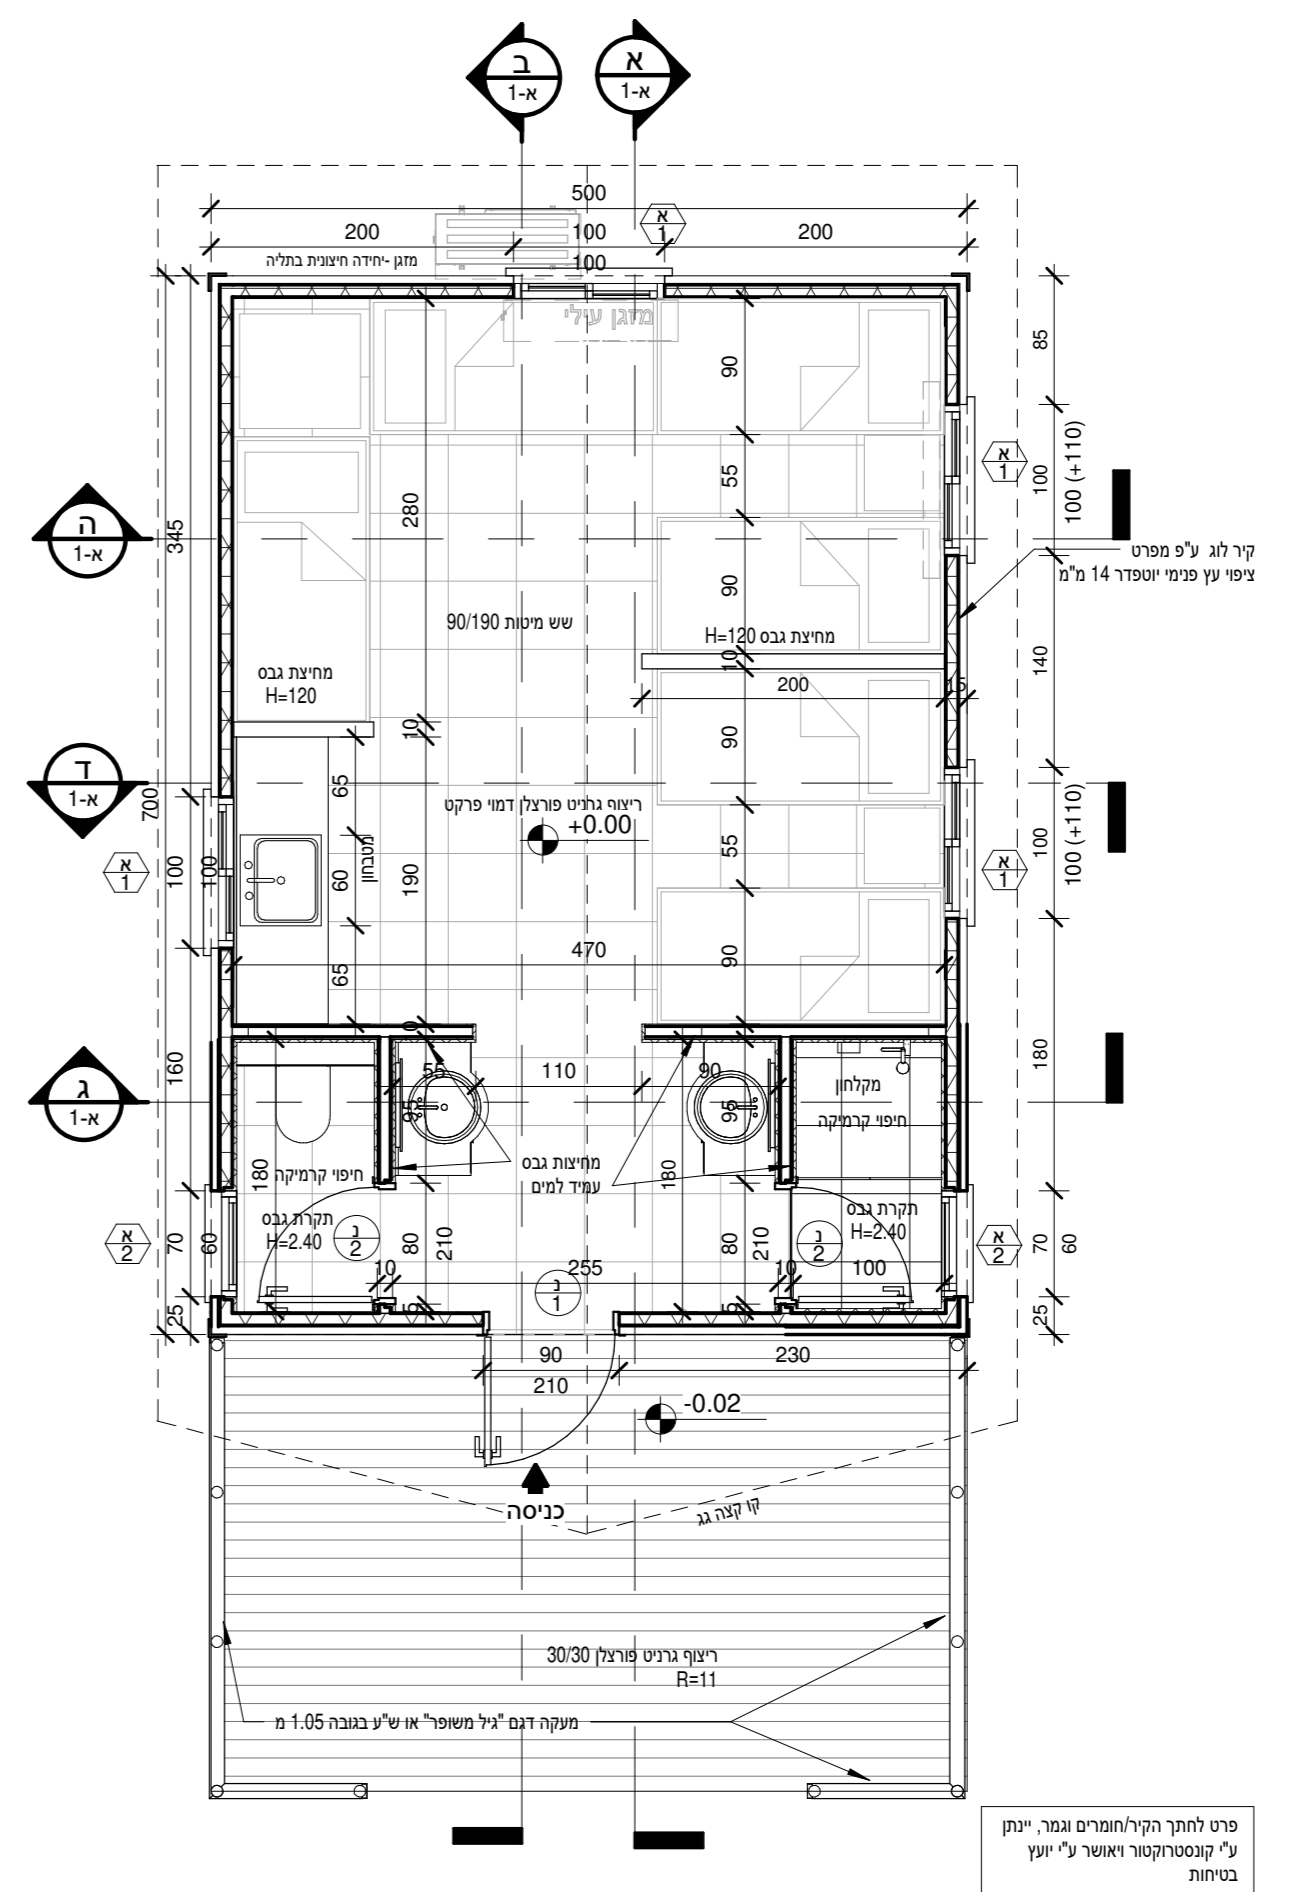 ב
א-1
א
א-1
500
200
100
200
א
1
100
מזגן -יחידה חיצונית בתליה
מזגן עילי
90
85
55
100
100 (+110)
א
1
ה
א-1
345
280
קיר לוג ע"פ מפרט
ציפוי עץ פנימי יוטפדר 14 מ"מ
90
שש מיטות 90/190
מחיצת גבס H=120
10
מחיצת גבס
H=120
140
200
15
10
90
ד
א-1
700
65
ריצוף גרניט פורצלן דמוי פרקט
+0.00
100
100 (+110)
א
1
א
1
100
100
60
מטבחון
190
55
470
65
90
160
180
ג
א-1
55
110
90
95
95
מקלחון
חיפוי קרמיקה
מחיצות גבס
עמיד למים
חיפוי קרמיקה
180
180
תקרת גבס
H=2.40
נ
2
תקרת גבס
H=2.40
נ
2
א
2
70
60
80
210
80
210
70
60
א
2
10
255
10
100
נ
1
25
5
5
25
90
210
230
-0.02
כניסה
קו קצה גג
ריצוף גרניט פורצלן 30/30
R=11
מעקה דגם "גיל משופר" או ש"ע בגובה 1.05 מ
פרט לחתך הקיר/חומרים וגמר, יינתן
ע"י קונסטרוקטור ויאושר ע"י יועץ
בטיחות